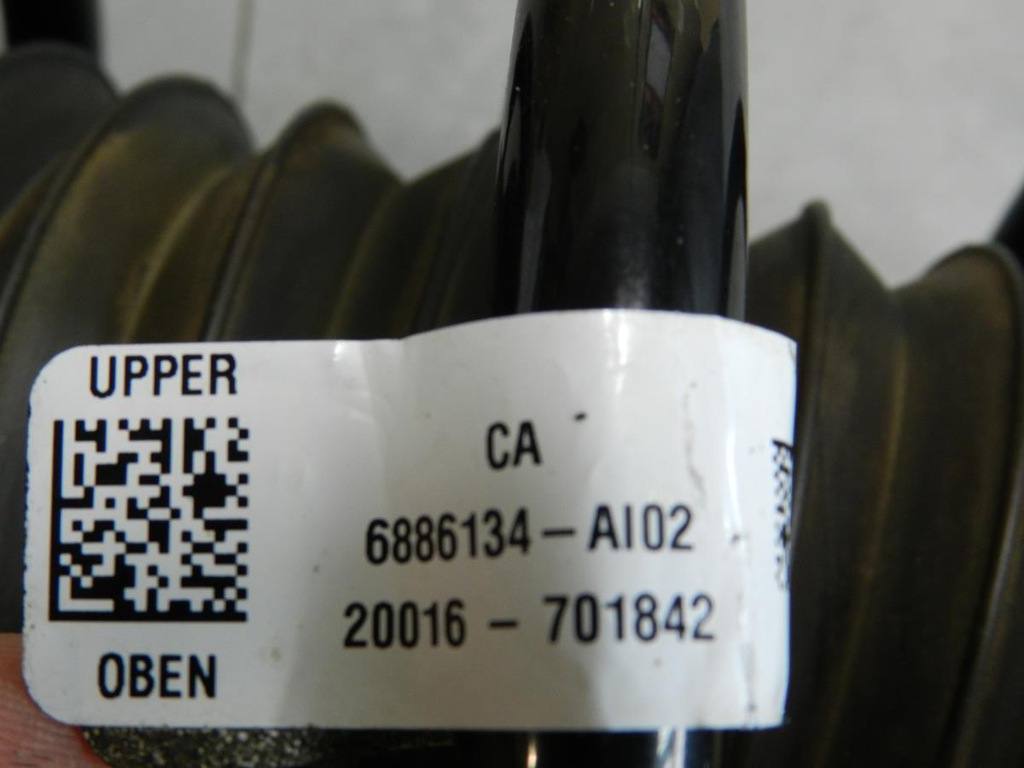 UPPER
CA
6886134-AI02
20016 - 701842
OBEN